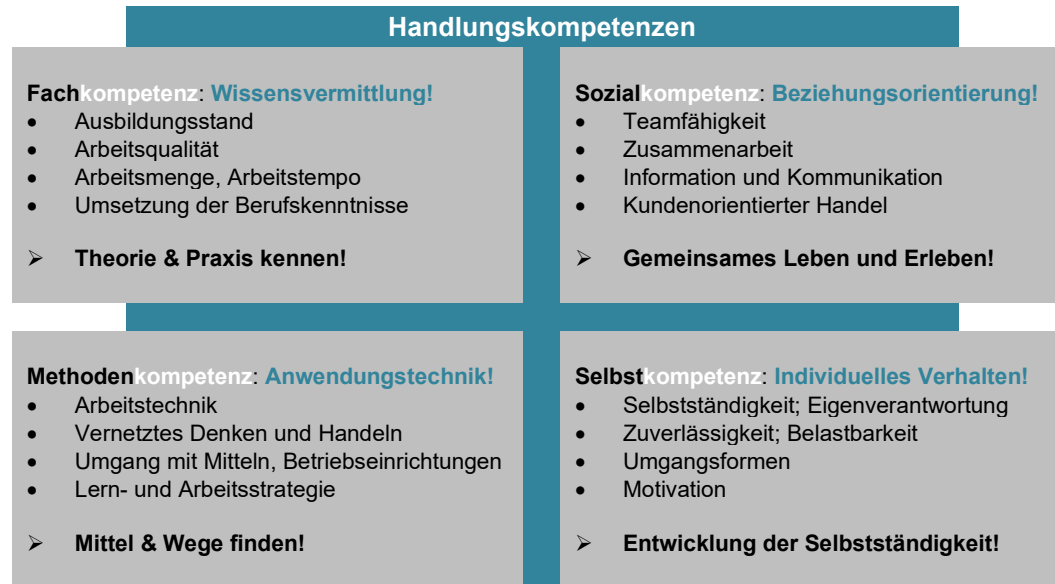 Handlungskompetenzen
Fachkompetenz: Wissensvermittlung!
• Ausbildungsstand
• Arbeitsqualität
• Arbeitsmenge, Arbeitstempo
• Umsetzung der Berufskenntnisse
➢ Theorie & Praxis kennen!
Sozialkompetenz: Beziehungsorientierung!
• Teamfähigkeit
• Zusammenarbeit
• Information und Kommunikation
• Kundenorientierter Handel
➢ Gemeinsames Leben und Erleben!
Methodenkompetenz: Anwendungstechnik!
• Arbeitstechnik
• Vernetztes Denken und Handeln
• Umgang mit Mitteln, Betriebseinrichtungen
• Lern- und Arbeitsstrategie
➢ Mittel & Wege finden!
Selbstkompetenz: Individuelles Verhalten!
• Selbstständigkeit; Eigenverantwortung
• Zuverlässigkeit; Belastbarkeit
• Umgangsformen
• Motivation
➢ Entwicklung der Selbstständigkeit!